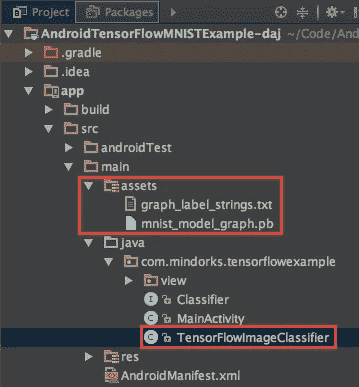 Project Packages
AndroidTensorFlowMNISTExample-daj ~/Code/And
.gradle
.idea
app
build
src
androidTest
main
assets
graph_label_strings.txt
mnist_model_graph.pb
java
com.mindorks.tensorflowexample
view
Classifier
MainActivity
TensorFlowImageClassifier
res
AndroidManifest.xml